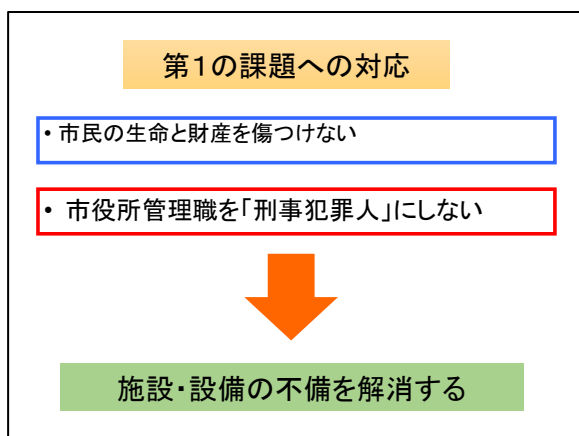 第1の課題への対応
• 市民の生命と財産を傷つけない
• 市役所管理職を「刑事犯罪人」にしない
施設・設備の不備を解消する